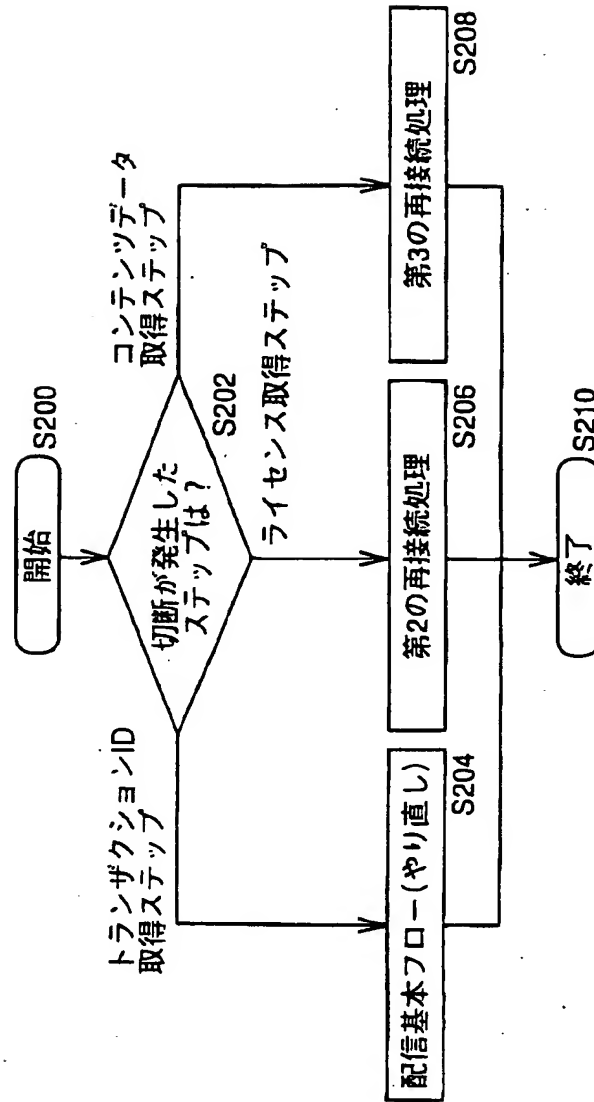 開始
S200
切断が発生した
ステップは?
S202
トランザクションID
取得ステップ
ライセンス取得ステップ
コンテンツデータ
取得ステップ
配信基本フロー(やり直し)
S204
第2の再接続処理
S206
第3の再接続処理
S208
終了
S210